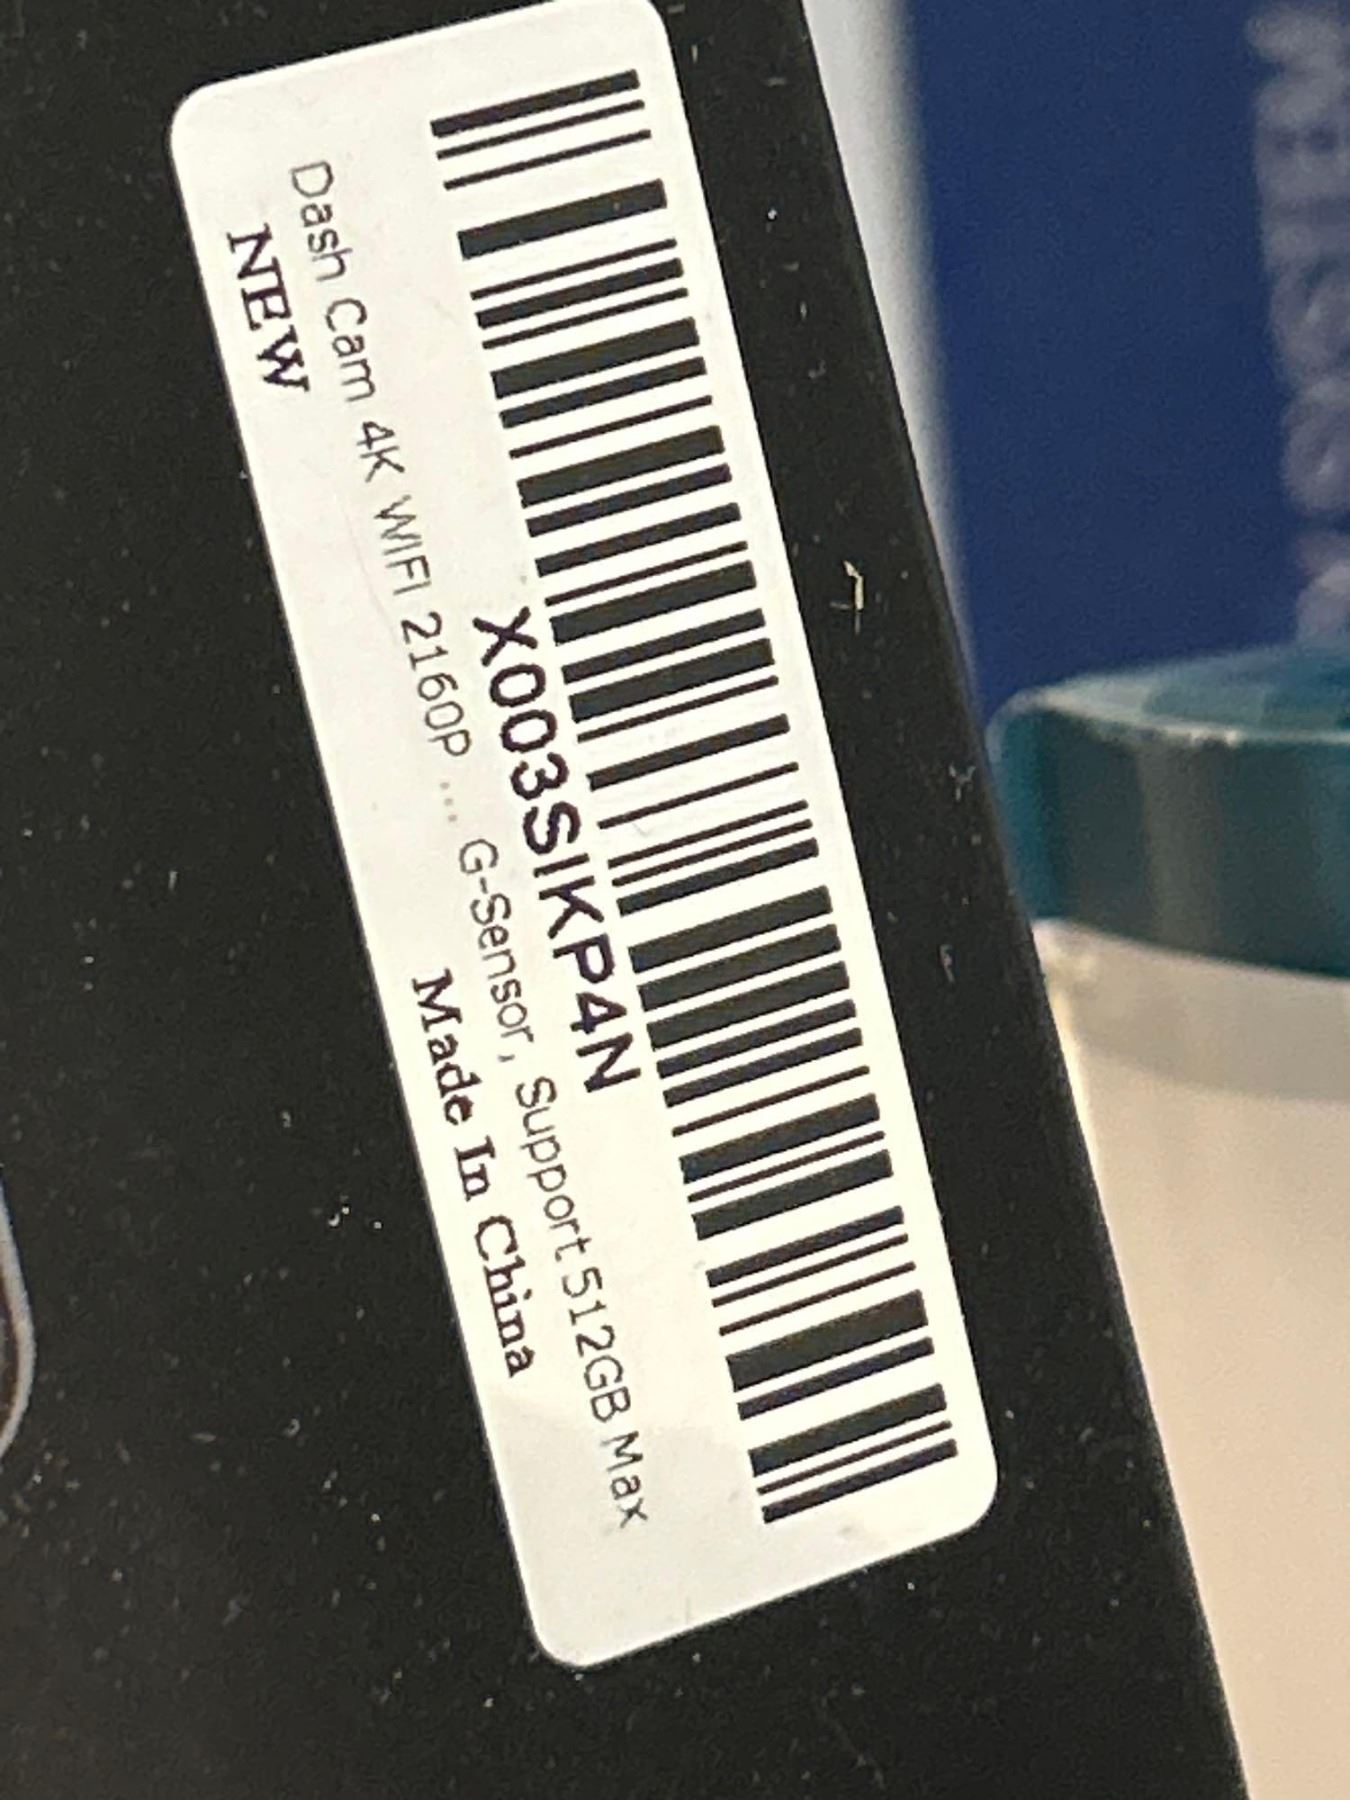 X003SIKP4N
Dash Cam 4K WIFI 2160P ... G-Sensor, Support 512GB Max
NEW
Made In China